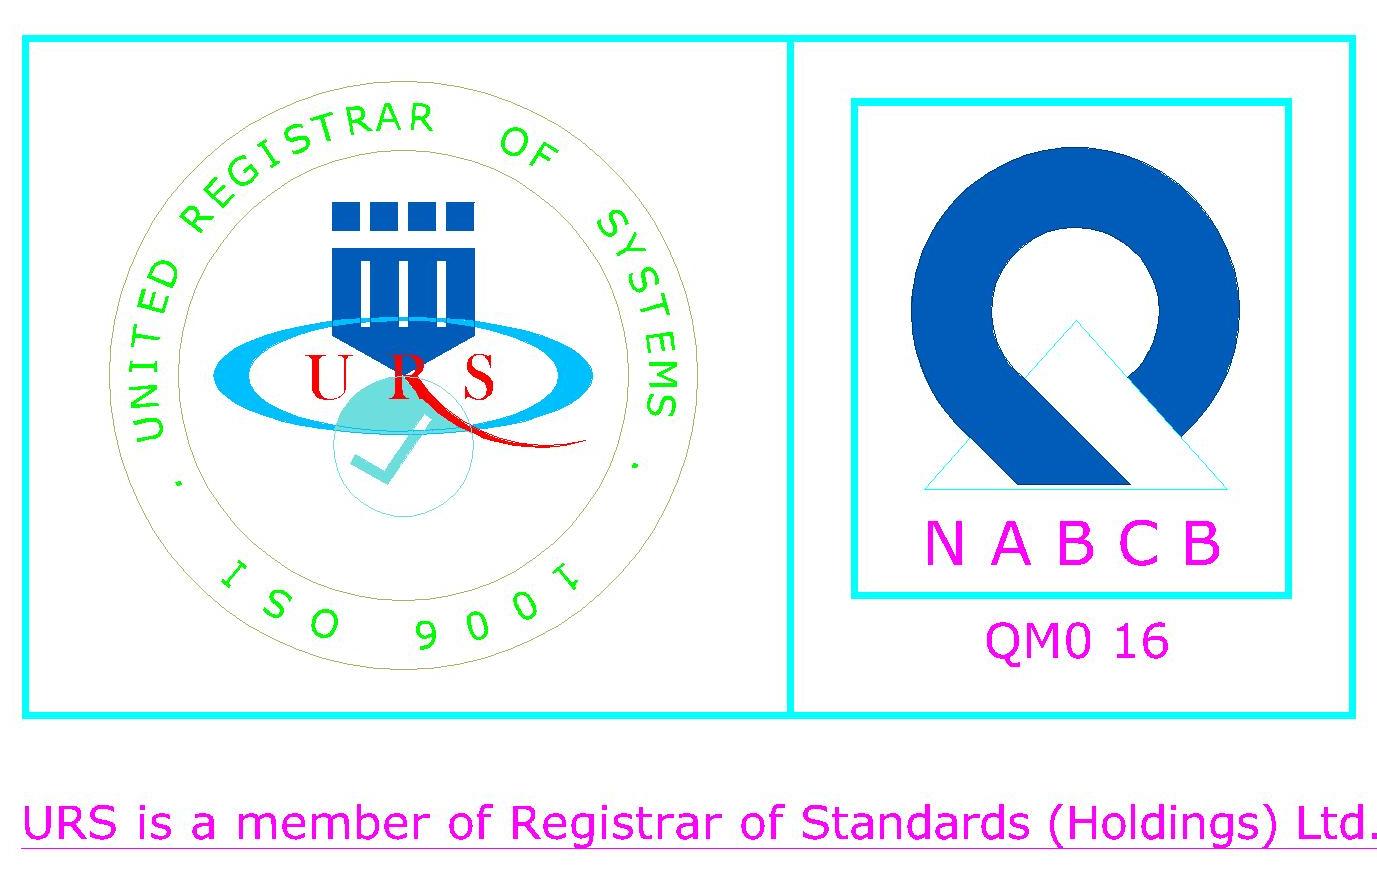 · UNITED REGISTRAR OF SYSTEMS ·
URS
ISO 9001
NABCB
QM0 16
URS is a member of Registrar of Standards (Holdings) Ltd.